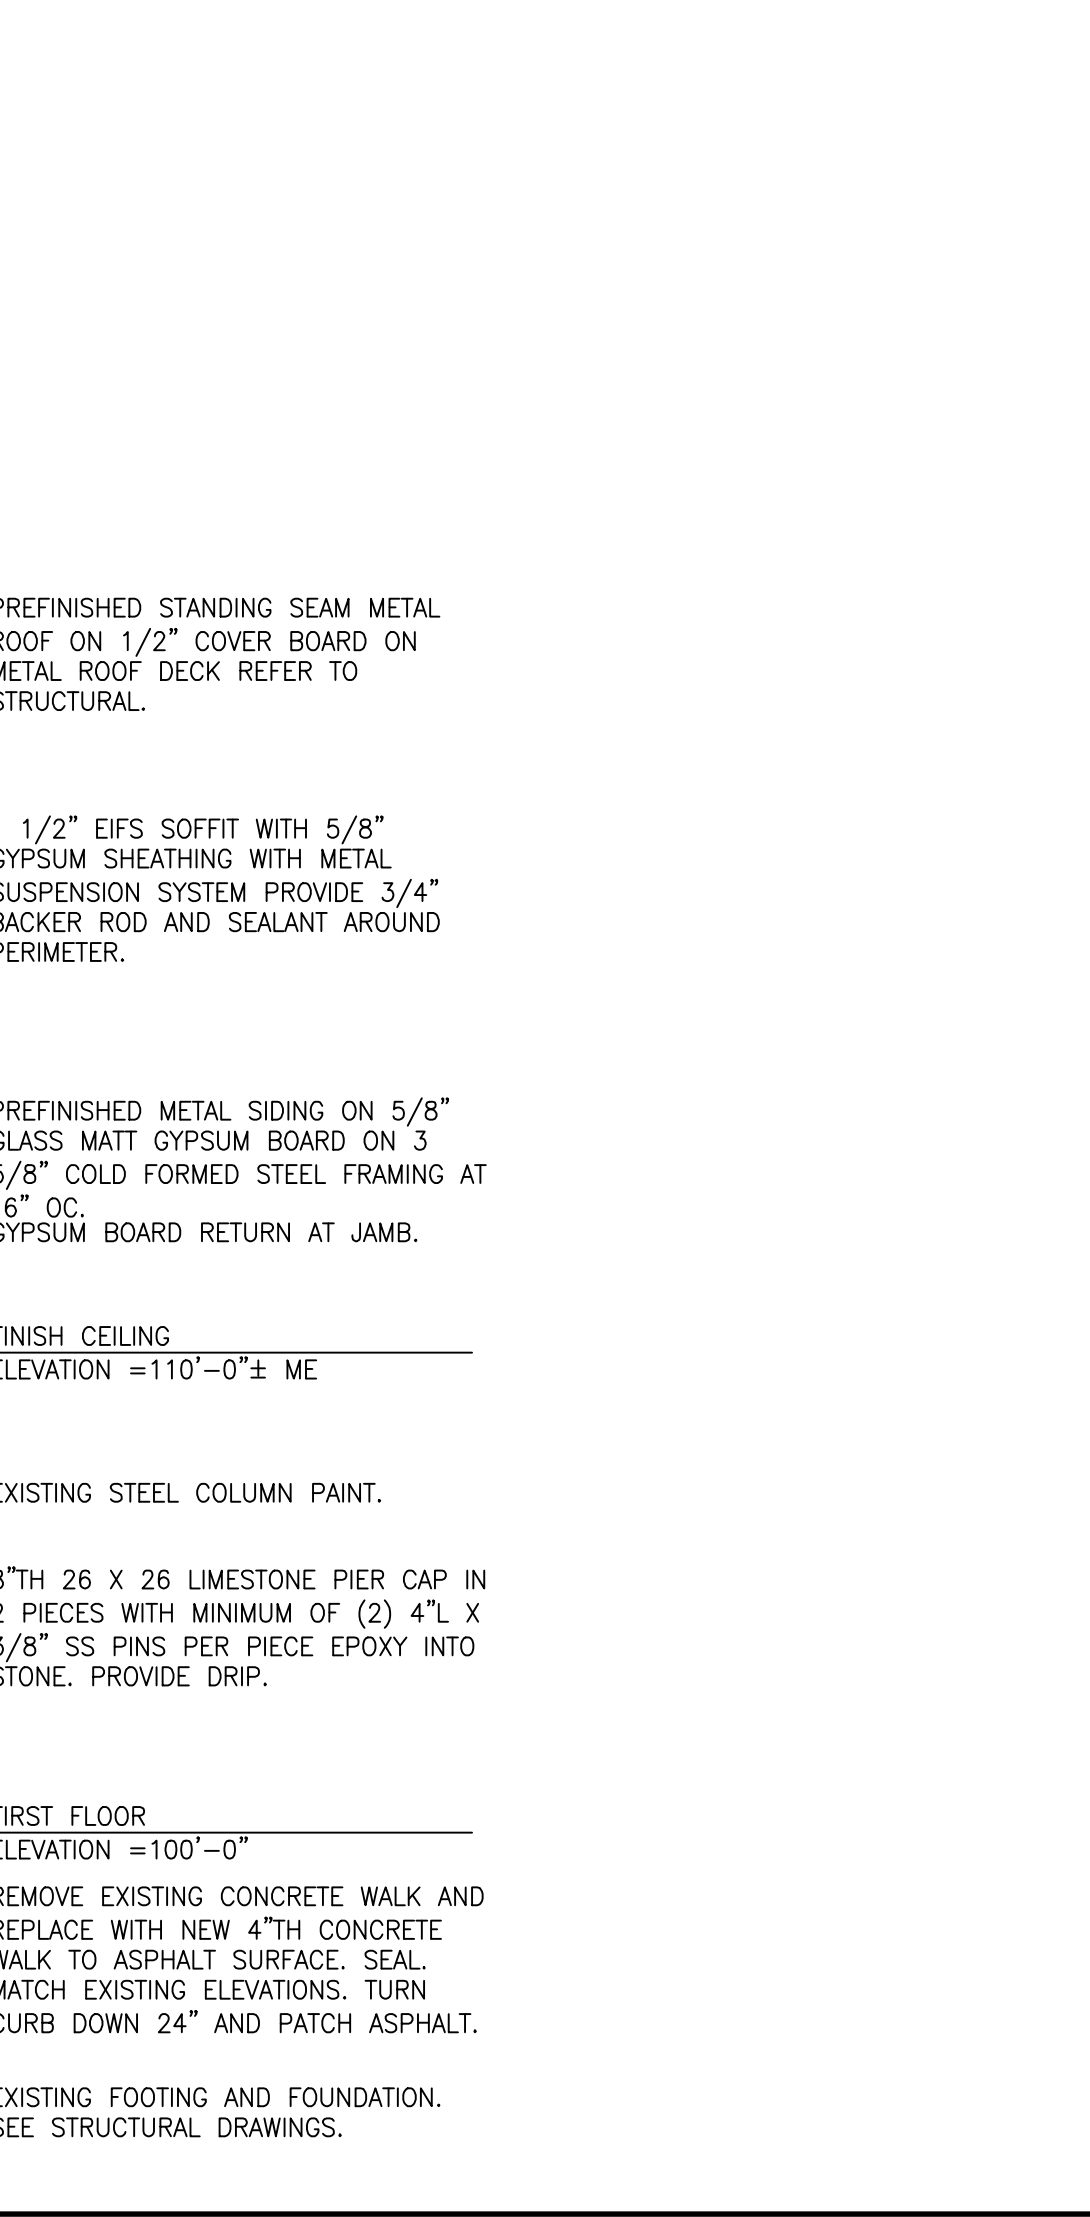 PREFINISHED STANDING SEAM METAL
ROOF ON 1/2" COVER BOARD ON
METAL ROOF DECK REFER TO
STRUCTURAL.
1/2" EIFS SOFFIT WITH 5/8"
GYPSUM SHEATHING WITH METAL
SUSPENSION SYSTEM PROVIDE 3/4"
BACKER ROD AND SEALANT AROUND
PERIMETER.
PREFINISHED METAL SIDING ON 5/8"
GLASS MATT GYPSUM BOARD ON 3
5/8" COLD FORMED STEEL FRAMING AT
6" OC.
GYPSUM BOARD RETURN AT JAMB.
FINISH CEILING
ELEVATION =110'-0"± ME
EXISTING STEEL COLUMN PAINT.
8"TH 26 X 26 LIMESTONE PIER CAP IN
2 PIECES WITH MINIMUM OF (2) 4"L X
3/8" SS PINS PER PIECE EPOXY INTO
STONE. PROVIDE DRIP.
FIRST FLOOR
ELEVATION =100'-0"
REMOVE EXISTING CONCRETE WALK AND
REPLACE WITH NEW 4"TH CONCRETE
WALK TO ASPHALT SURFACE. SEAL.
MATCH EXISTING ELEVATIONS. TURN
CURB DOWN 24" AND PATCH ASPHALT.
EXISTING FOOTING AND FOUNDATION.
SEE STRUCTURAL DRAWINGS.